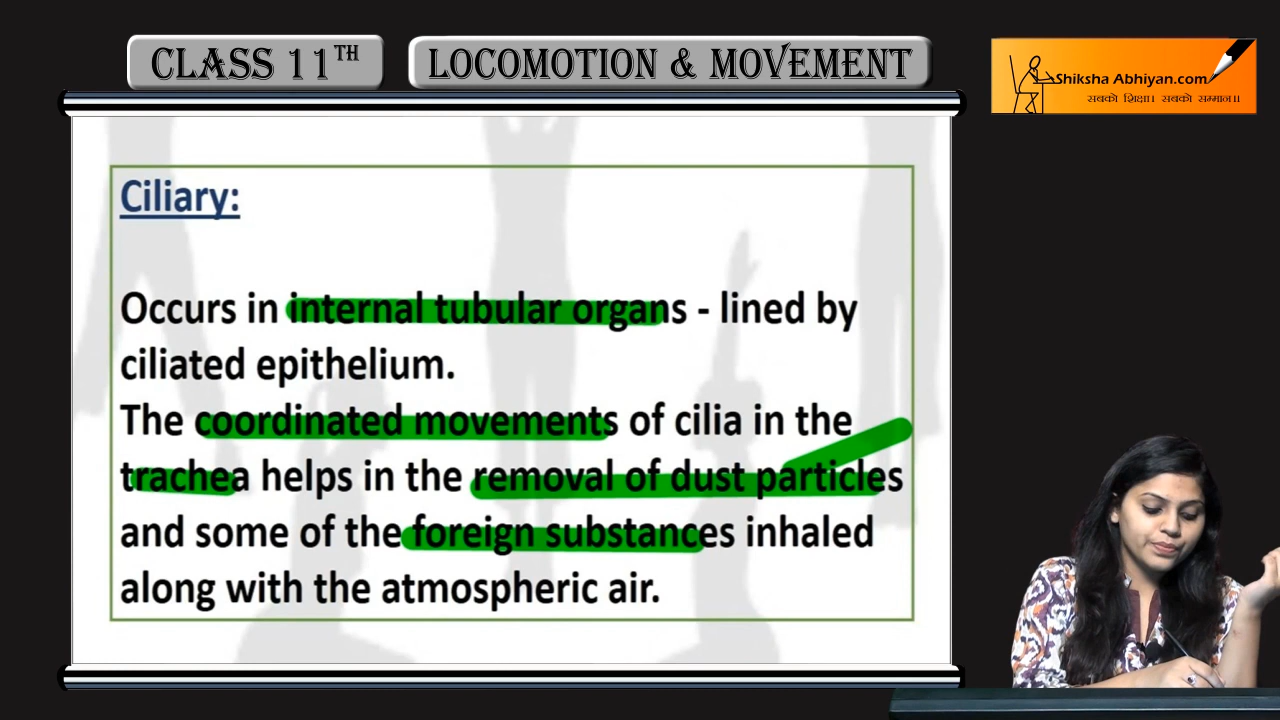 CLASS 11TH
LOCOMOTION & MOVEMENT
Shiksha Abhiyan.com
सबको शिक्षा। सबको सम्मान॥
Ciliary:
Occurs in internal tubular organs - lined by
ciliated epithelium.
The coordinated movements of cilia in the
trachea helps in the removal of dust particles
and some of the foreign substances inhaled
along with the atmospheric air.